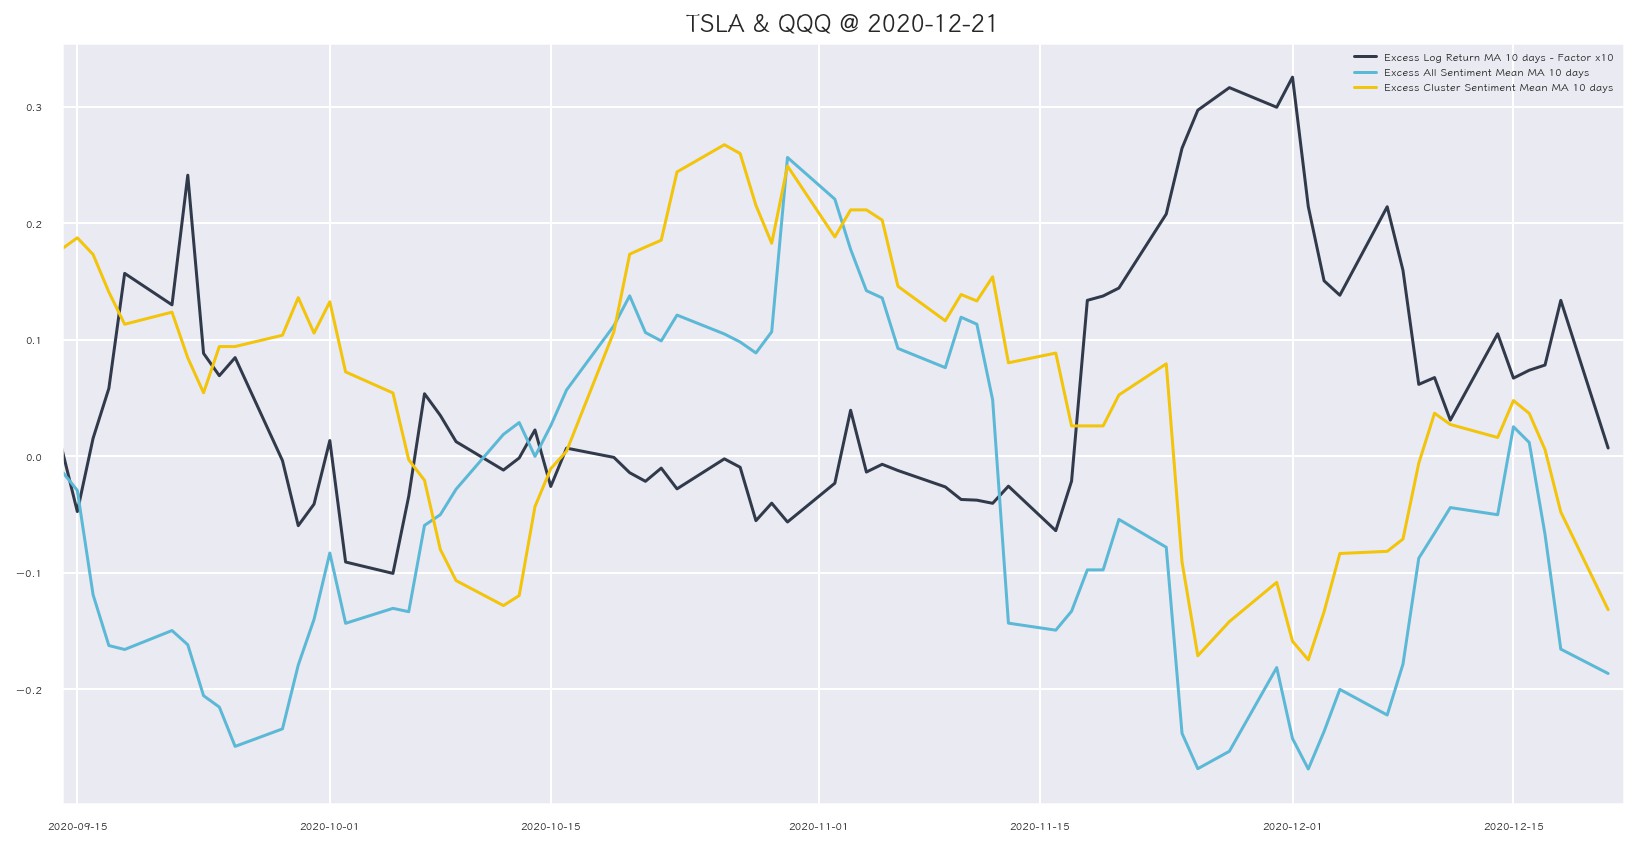 TSLA & QQQ @ 2020-12-21
Excess Log Return MA 10 days - Factor x10
Excess All Sentiment Mean MA 10 days
Excess Cluster Sentiment Mean MA 10 days
0.3
0.2
0.1
0.0
−0.1
−0.2
2020-09-15 2020-10-01 2020-10-15 2020-11-01 2020-11-15 2020-12-01 2020-12-15